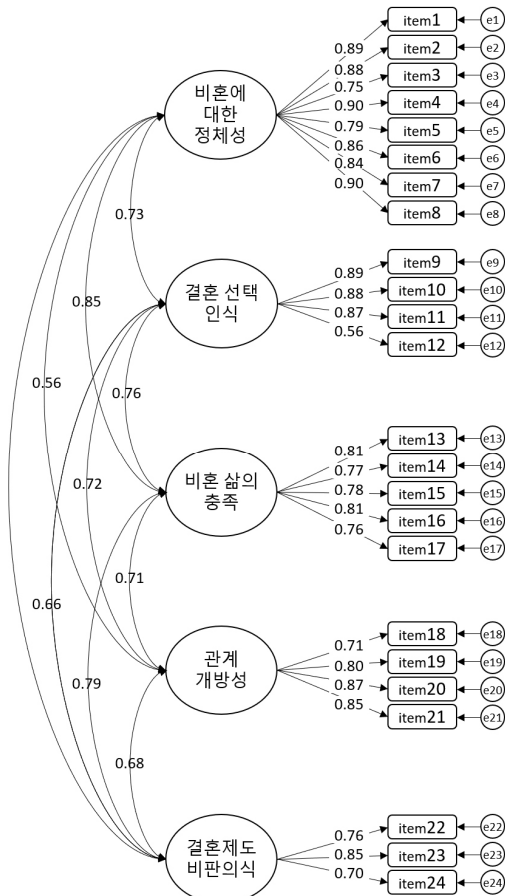 비혼에
대한
정체성
0.89
0.88
0.75
0.90
0.79
0.86
0.84
0.90
item1
e1
item2
e2
item3
e3
item4
e4
item5
e5
item6
e6
item7
e7
item8
e8
0.73
결혼 선택
인식
0.89
0.88
0.87
0.56
item9
e9
item10
e10
item11
e11
item12
e12
0.85
0.56
0.76
비혼 삶의
충족
0.81
0.77
0.78
0.81
0.76
item13
e13
item14
e14
item15
e15
item16
e16
item17
e17
0.72
0.71
0.66
관계
개방성
0.71
0.80
0.87
0.85
item18
e18
item19
e19
item20
e20
item21
e21
0.79
0.68
결혼제도
비판의식
0.76
0.85
0.70
item22
e22
item23
e23
item24
e24